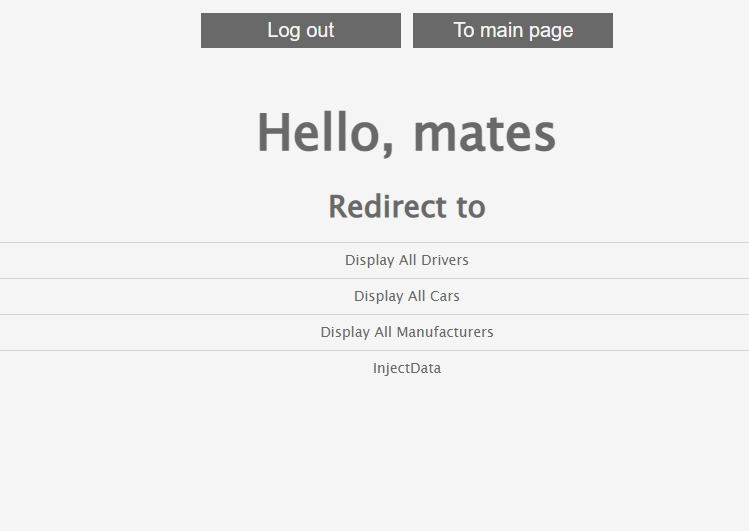 Log out
To main page
Hello, mates
Redirect to
Display All Drivers
Display All Cars
Display All Manufacturers
InjectData